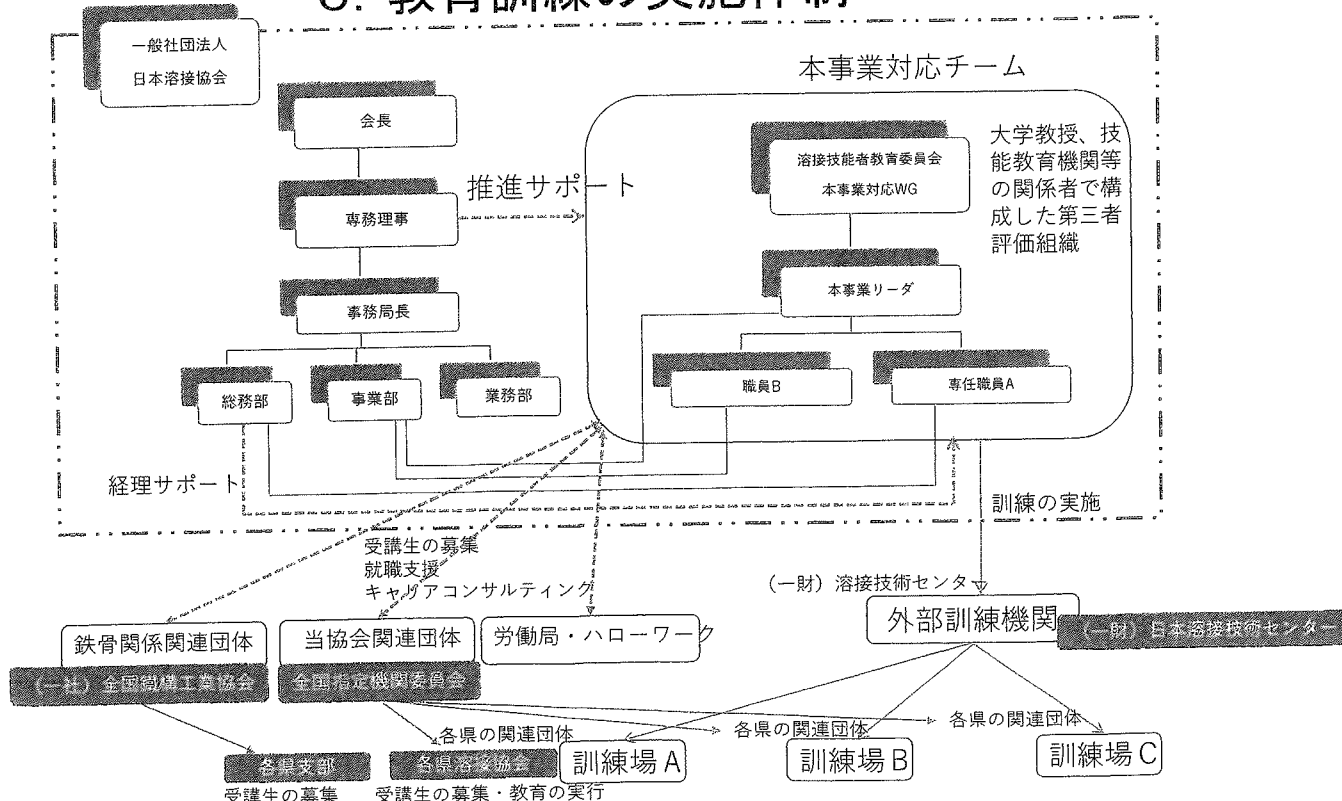 教育訓練の実施体制
一般社団法人
日本溶接協会
本事業対応チーム
会長
溶接技能者教育委員会
本事業対応WG
大学教授、技
能教育機関等
の関係者で構
成した第三者
評価組織
推進サポート
専務理事
本事業リーダ
事務局長
職員B
専任職員A
総務部
事業部
業務部
経理サポート
訓練の実施
受講生の募集
就職支援
キャリアコンサルティング
(一財)溶接技術センター
鉄骨関係関連団体
当協会関連団体
労働局・ハローワーク
外部訓練機関
(一財)日本溶接技術センター
(一社)全国鐵構工業協会
全国指定機関委員会
各県の関連団体
各県の関連団体
各県の関連団体
各県支部
各県溶接協会
訓練場A
訓練場B
訓練場C
受講生の募集
受講生の募集・教育の実行